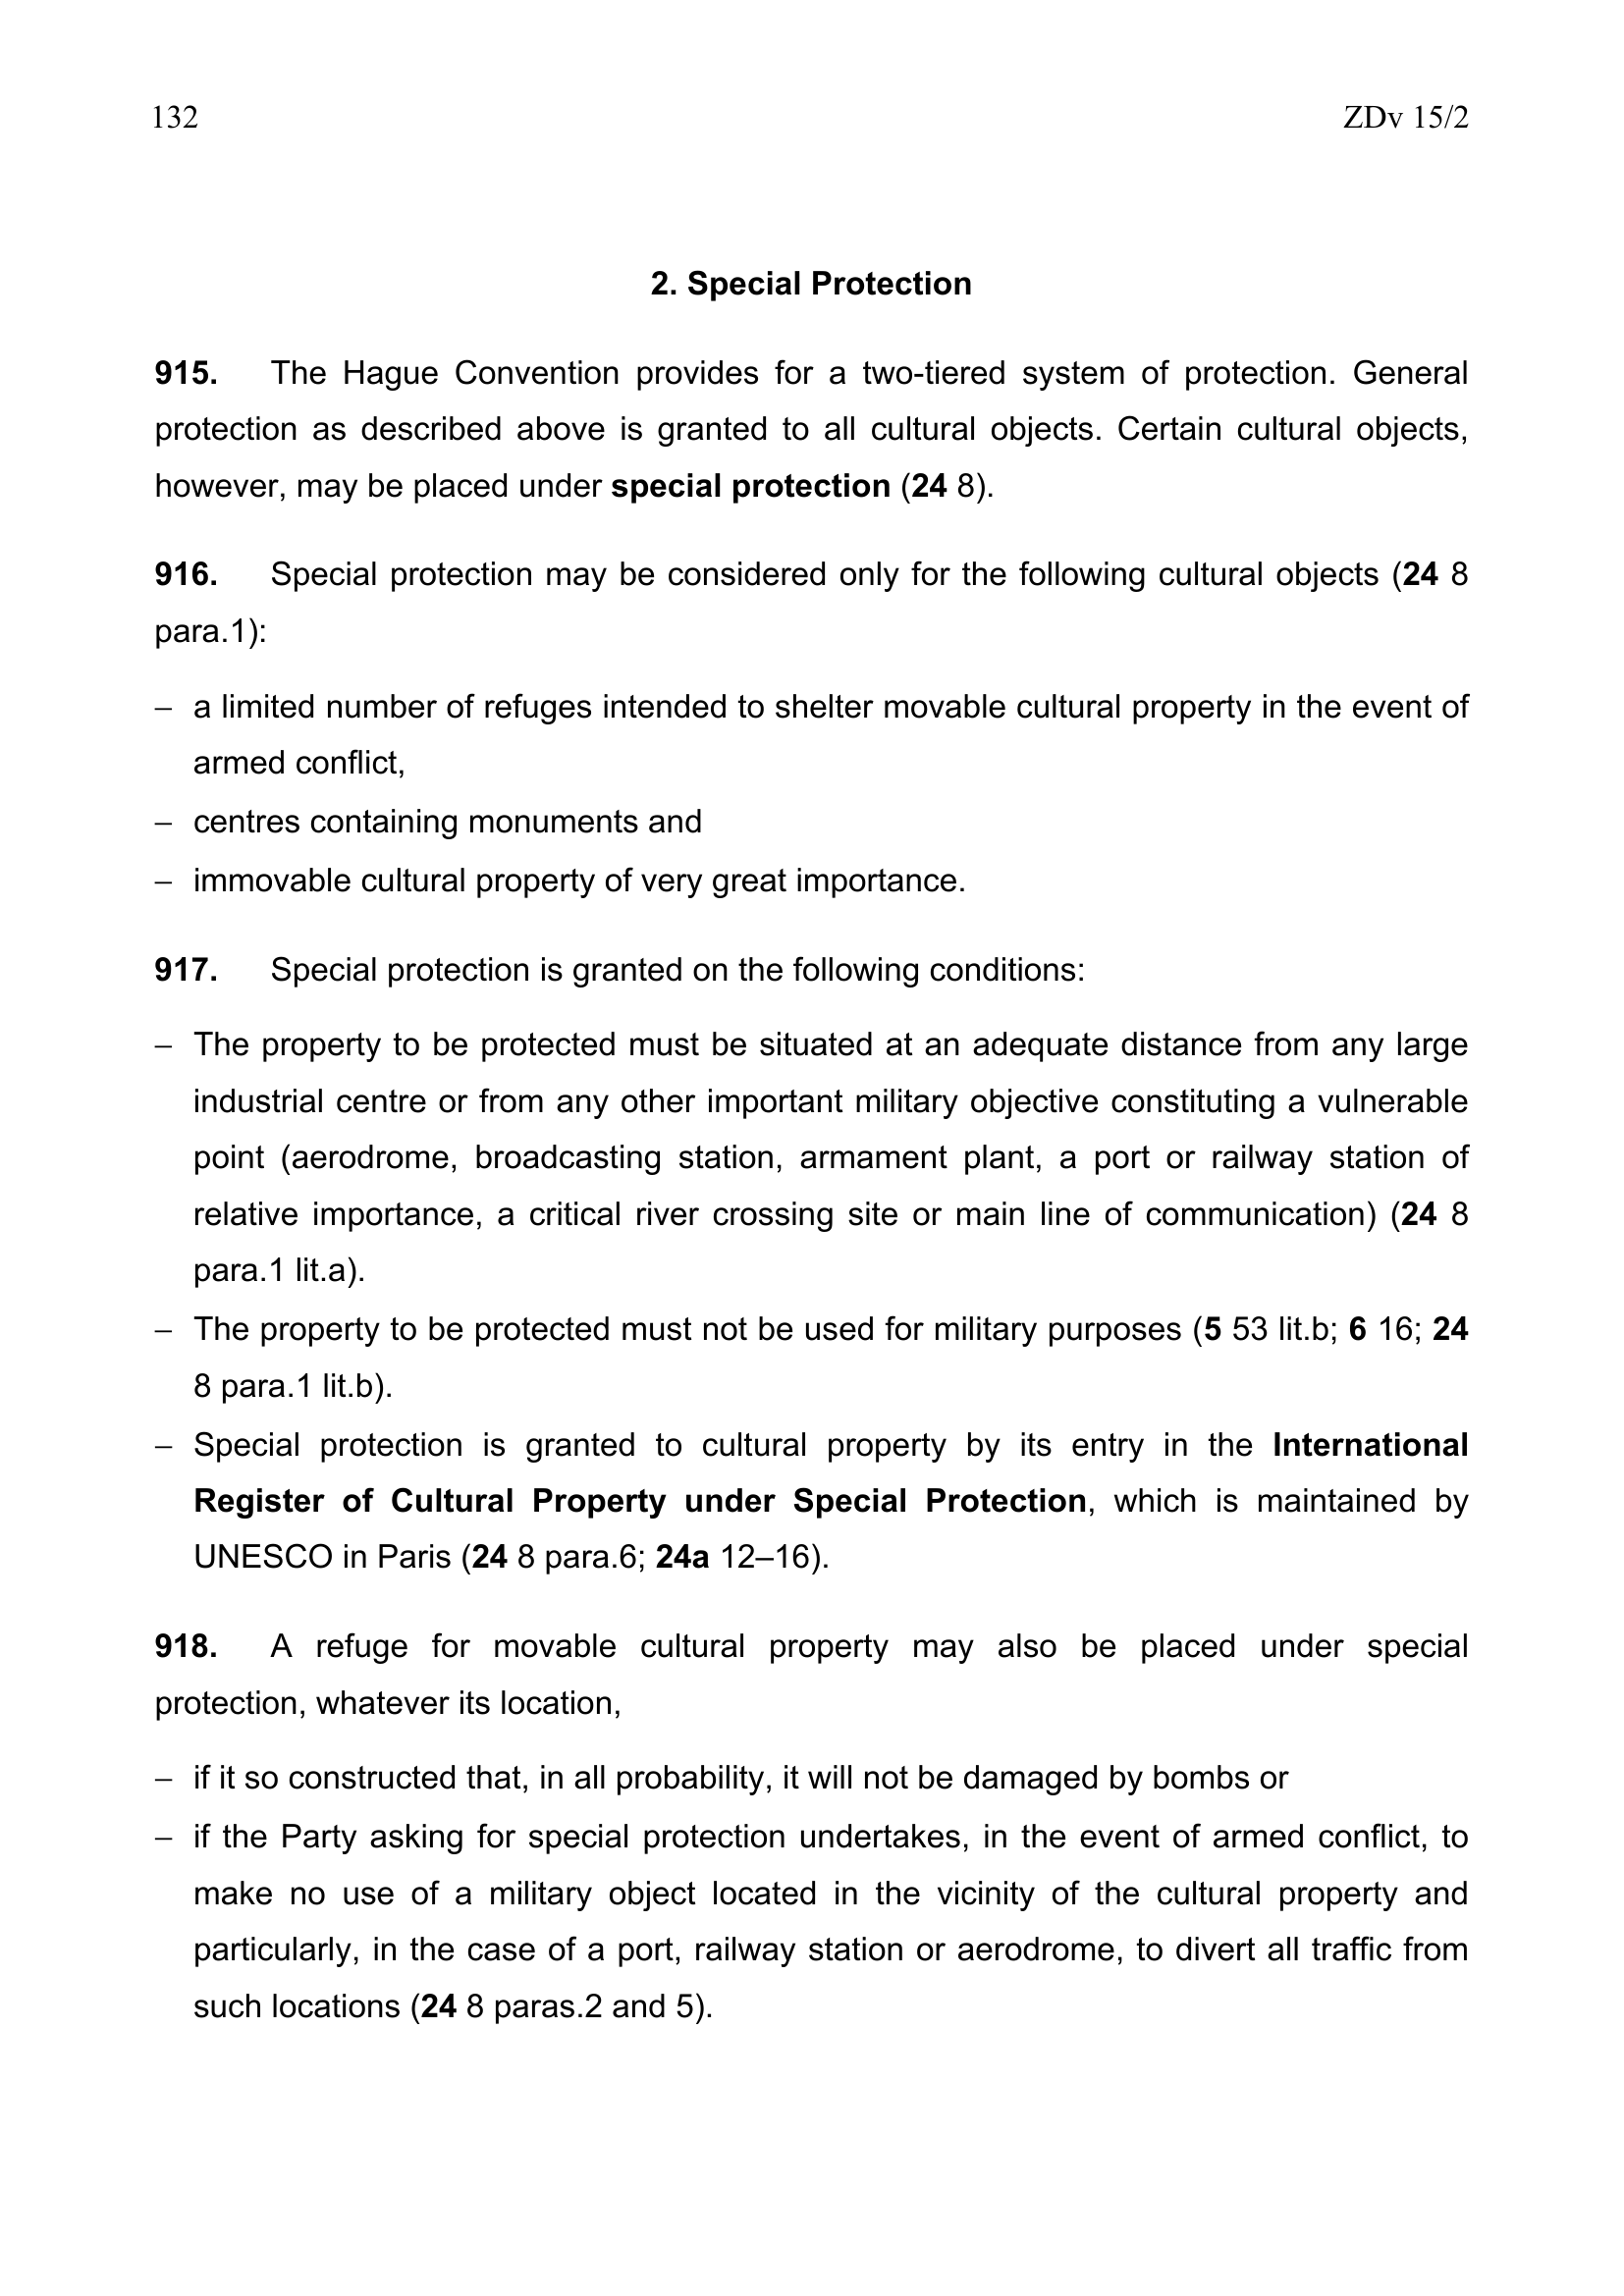 132 ZDv 15/2
2. Special Protection
915. The Hague Convention provides for a two-tiered system of protection. General
protection as described above is granted to all cultural objects. Certain cultural objects,
however, may be placed under special protection (24 8).
916. Special protection may be considered only for the following cultural objects (24 8
para.1):
– a limited number of refuges intended to shelter movable cultural property in the event of
armed conflict,
– centres containing monuments and
– immovable cultural property of very great importance.
917. Special protection is granted on the following conditions:
– The property to be protected must be situated at an adequate distance from any large
industrial centre or from any other important military objective constituting a vulnerable
point (aerodrome, broadcasting station, armament plant, a port or railway station of
relative importance, a critical river crossing site or main line of communication) (24 8
para.1 lit.a).
– The property to be protected must not be used for military purposes (5 53 lit.b; 6 16; 24
8 para.1 lit.b).
– Special protection is granted to cultural property by its entry in the International
Register of Cultural Property under Special Protection, which is maintained by
UNESCO in Paris (24 8 para.6; 24a 12–16).
918. A refuge for movable cultural property may also be placed under special
protection, whatever its location,
– if it so constructed that, in all probability, it will not be damaged by bombs or
– if the Party asking for special protection undertakes, in the event of armed conflict, to
make no use of a military object located in the vicinity of the cultural property and
particularly, in the case of a port, railway station or aerodrome, to divert all traffic from
such locations (24 8 paras.2 and 5).